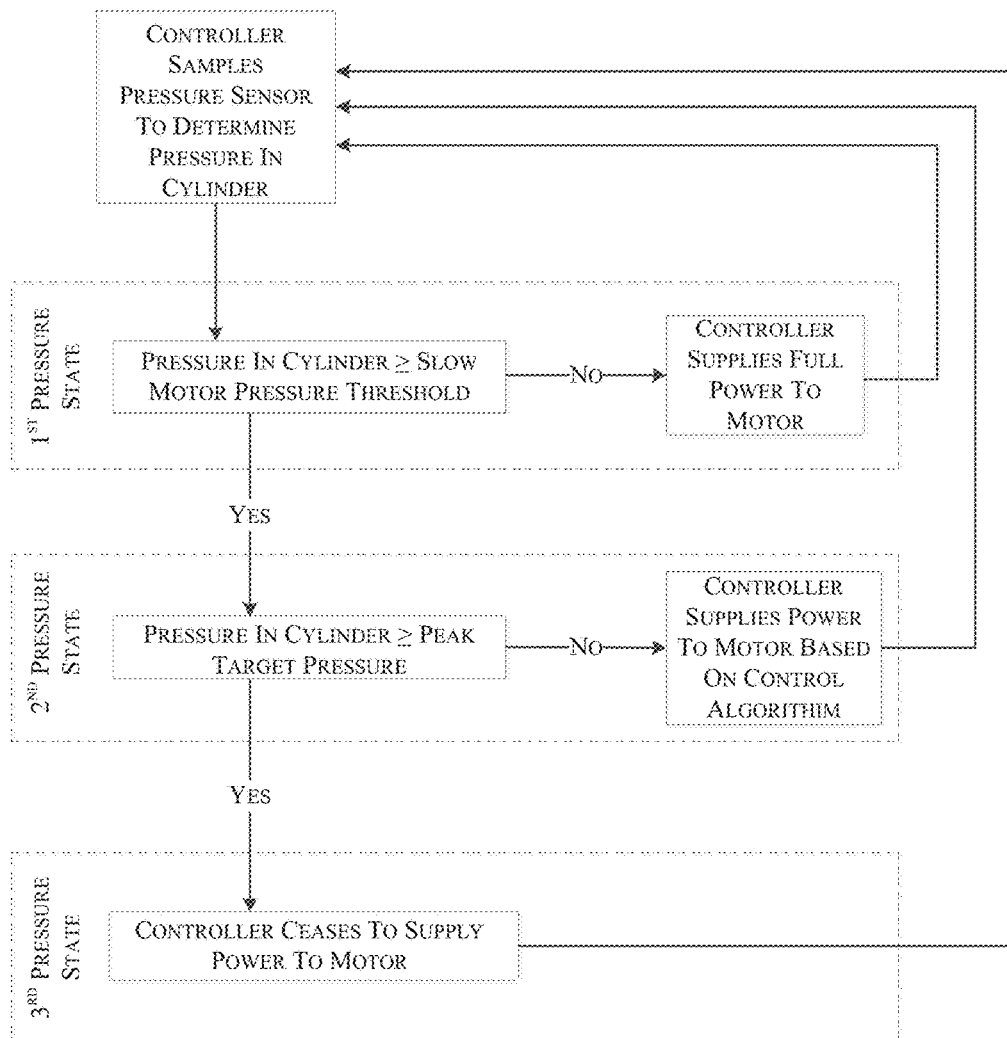 CONTROLLER
SAMPLES
PRESSURE SENSOR
TO DETERMINE
PRESSURE IN
CYLINDER
1ST PRESSURE
STATE
PRESSURE IN CYLINDER ≥ SLOW
MOTOR PRESSURE THRESHOLD
NO
CONTROLLER
SUPPLIES FULL
POWER TO
MOTOR
YES
2ND PRESSURE
STATE
PRESSURE IN CYLINDER ≥ PEAK
TARGET PRESSURE
NO
CONTROLLER
SUPPLIES POWER
TO MOTOR BASED
ON CONTROL
ALGORITHIM
YES
3RD PRESSURE
STATE
CONTROLLER CEASES TO SUPPLY
POWER TO MOTOR